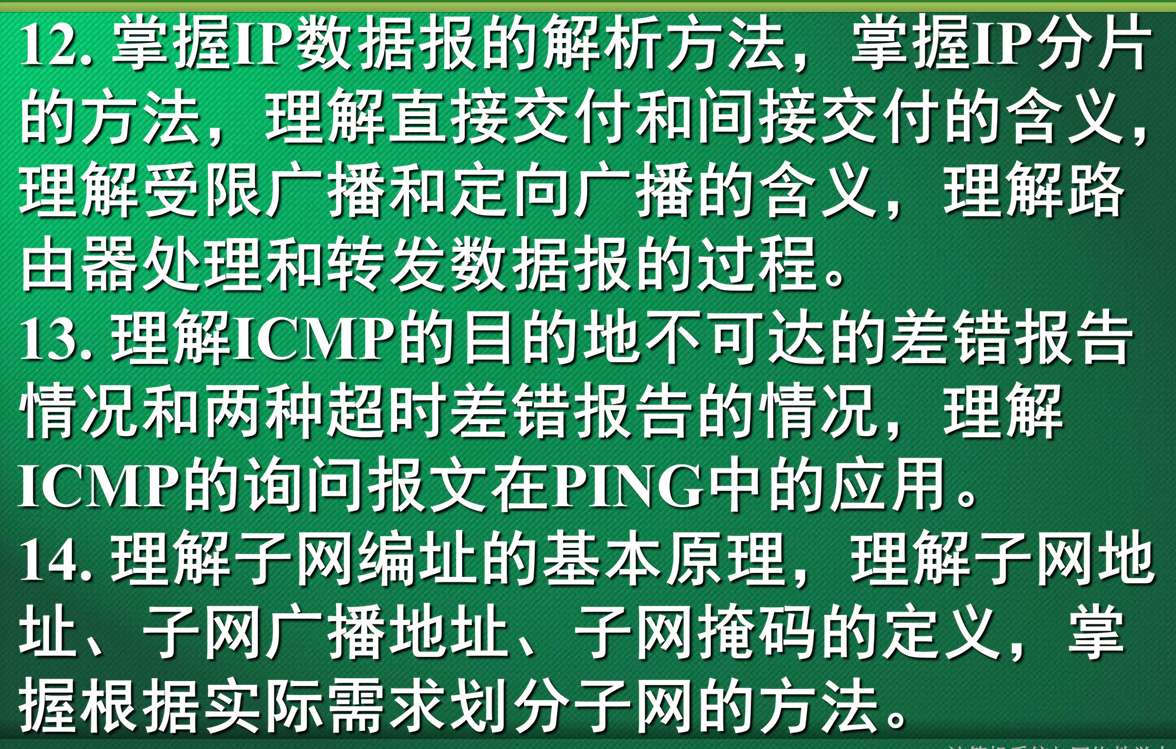 12. 掌握IP数据报的解析方法，掌握IP分片
的方法，理解直接交付和间接交付的含义，
理解受限广播和定向广播的含义，理解路
由器处理和转发数据报的过程。
13. 理解ICMP的目的地不可达的差错报告
情况和两种超时差错报告的情况，理解
ICMP的询问报文在PING中的应用。
14. 理解子网编址的基本原理，理解子网地
址、子网广播地址、子网掩码的定义，掌
握根据实际需求划分子网的方法。